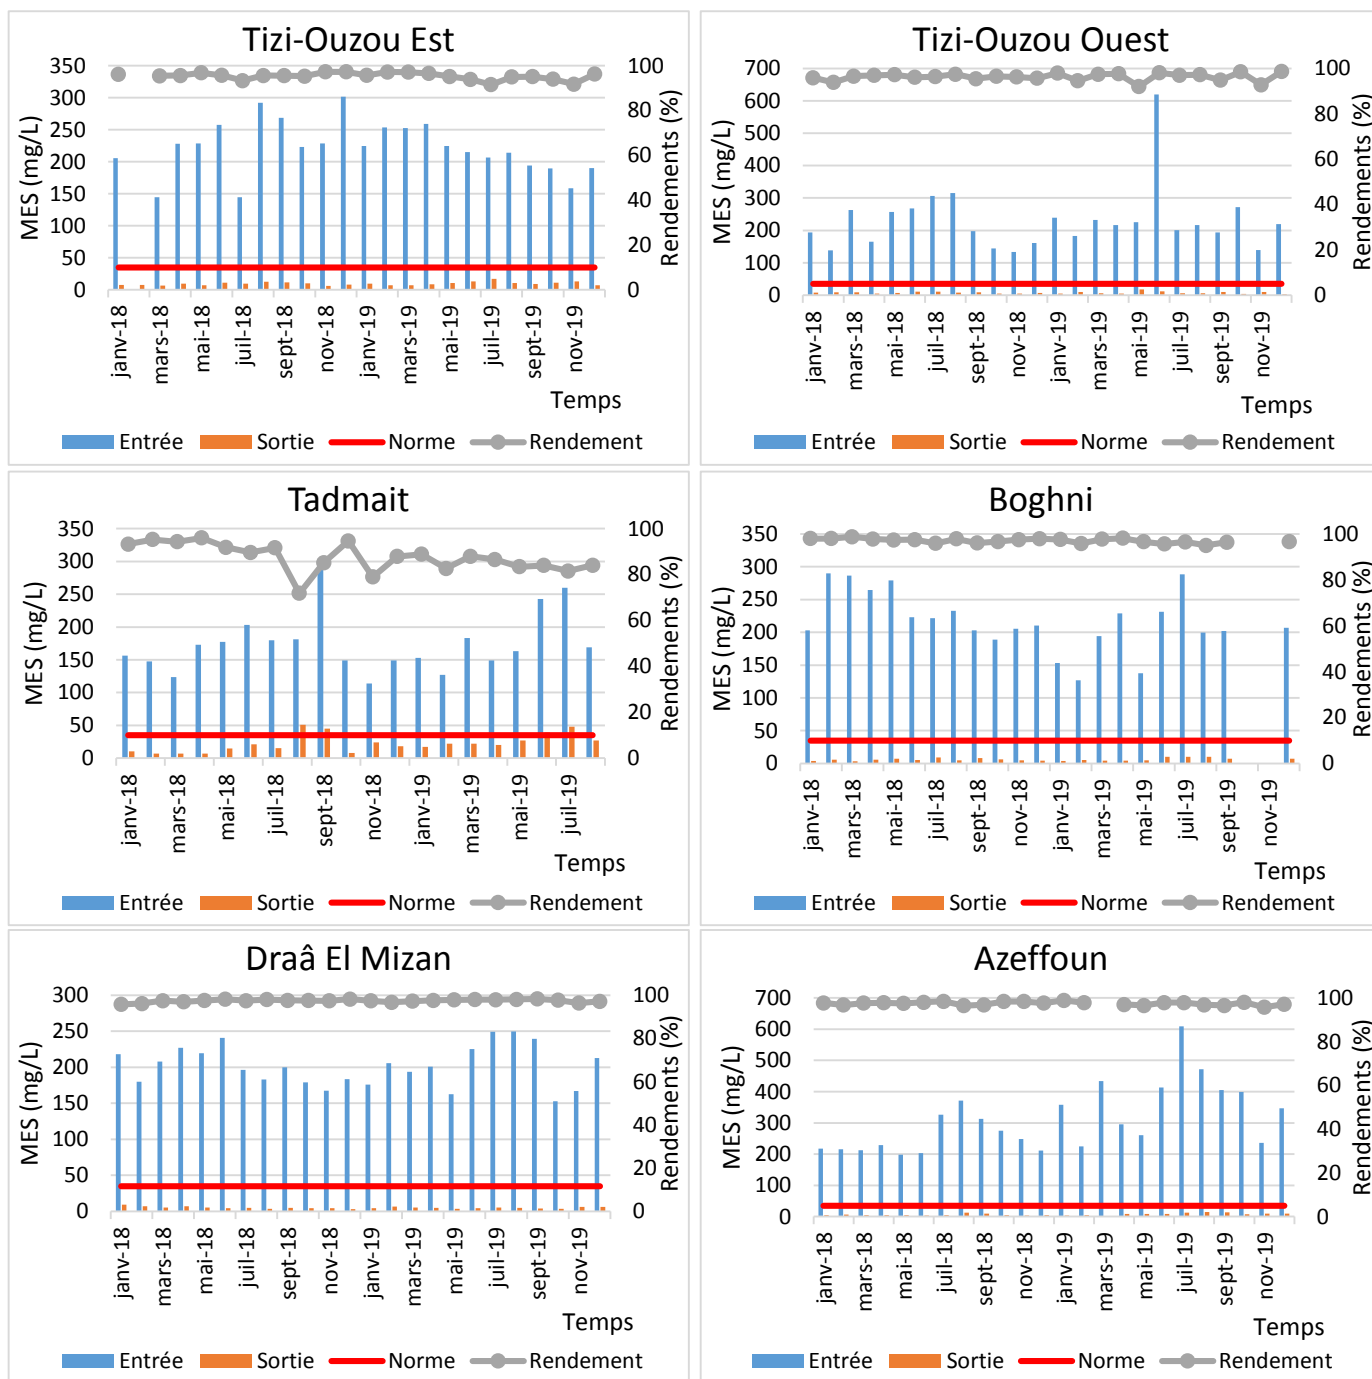 Tizi-Ouzou Est
MES (mg/L)
350
300
250
200
150
100
50
0
100
80
60
40
20
0
Rendements (%)
janv-18
mars-18
mai-18
juil-18
sept-18
nov-18
janv-19
mars-19
mai-19
juil-19
sept-19
nov-19
Temps
Entrée Sortie Norme Rendement
Tizi-Ouzou Ouest
MES (mg/L)
700
600
500
400
300
200
100
0
100
80
60
40
20
0
Rendements (%)
janv-18
mars-18
mai-18
juil-18
sept-18
nov-18
janv-19
mars-19
mai-19
juil-19
sept-19
nov-19
Temps
Entrée Sortie Norme Rendement
Tadmait
MES (mg/L)
350
300
250
200
150
100
50
0
100
80
60
40
20
0
Rendements (%)
janv-18
mars-18
mai-18
juil-18
sept-18
nov-18
janv-19
mars-19
mai-19
juil-19
Temps
Entrée Sortie Norme Rendement
Boghni
MES (mg/L)
350
300
250
200
150
100
50
0
100
80
60
40
20
0
Rendements (%)
janv-18
mars-18
mai-18
juil-18
sept-18
nov-18
janv-19
mars-19
mai-19
juil-19
sept-19
nov-19
Temps
Entrée Sortie Norme Rendement
Draâ El Mizan
MES (mg/L)
300
250
200
150
100
50
0
100
80
60
40
20
0
Rendements (%)
janv-18
mars-18
mai-18
juil-18
sept-18
nov-18
janv-19
mars-19
mai-19
juil-19
sept-19
nov-19
Temps
Entrée Sortie Norme Rendement
Azeffoun
MES (mg/L)
700
600
500
400
300
200
100
0
100
80
60
40
20
0
Rendements (%)
janv-18
mars-18
mai-18
juil-18
sept-18
nov-18
janv-19
mars-19
mai-19
juil-19
sept-19
nov-19
Temps
Entrée Sortie Norme Rendement